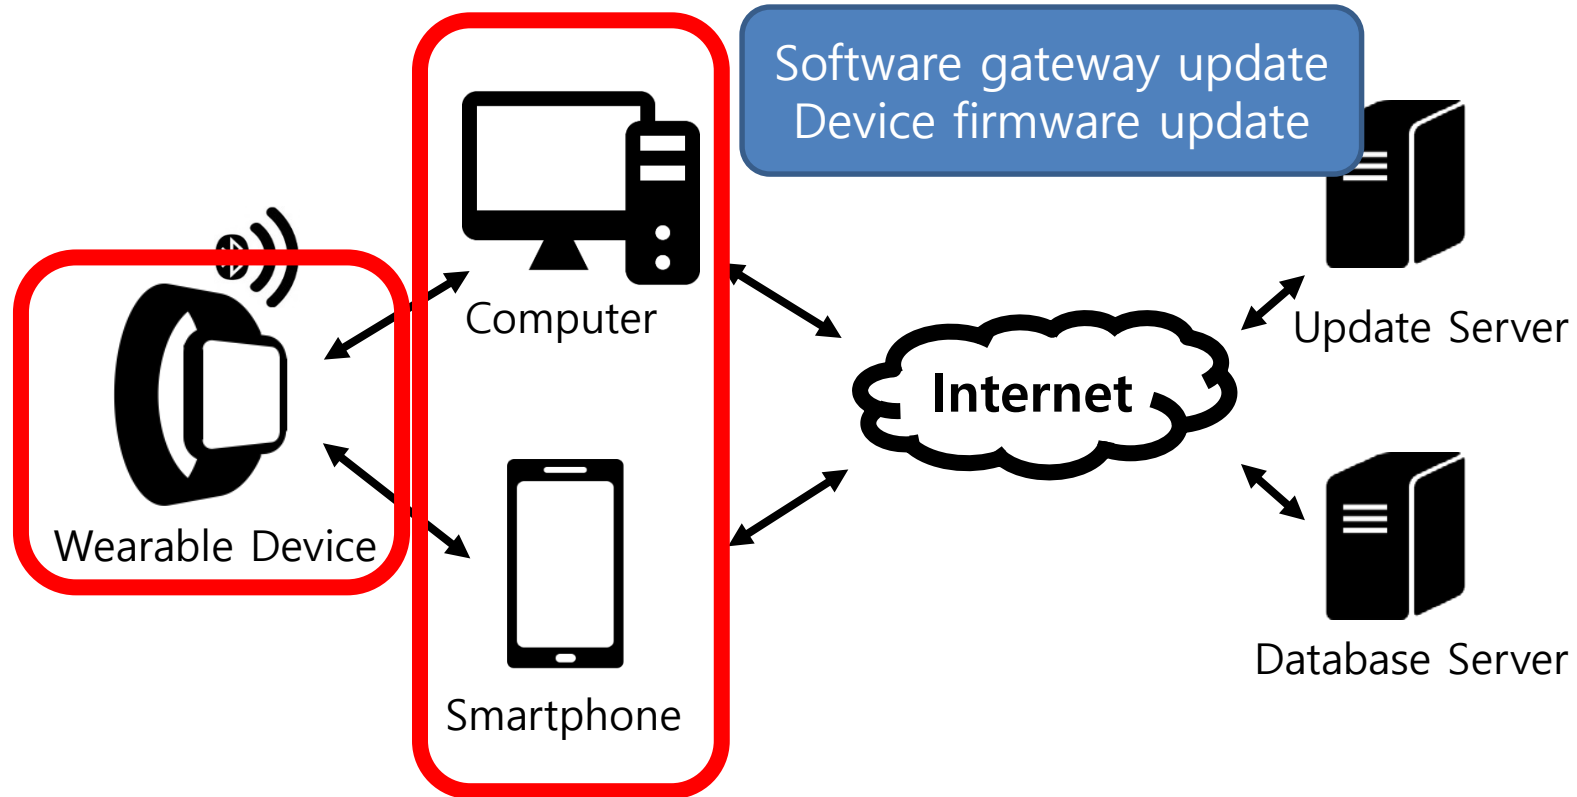 Software gateway update
Device firmware update
Computer
Update Server
Internet
Wearable Device
Database Server
Smartphone